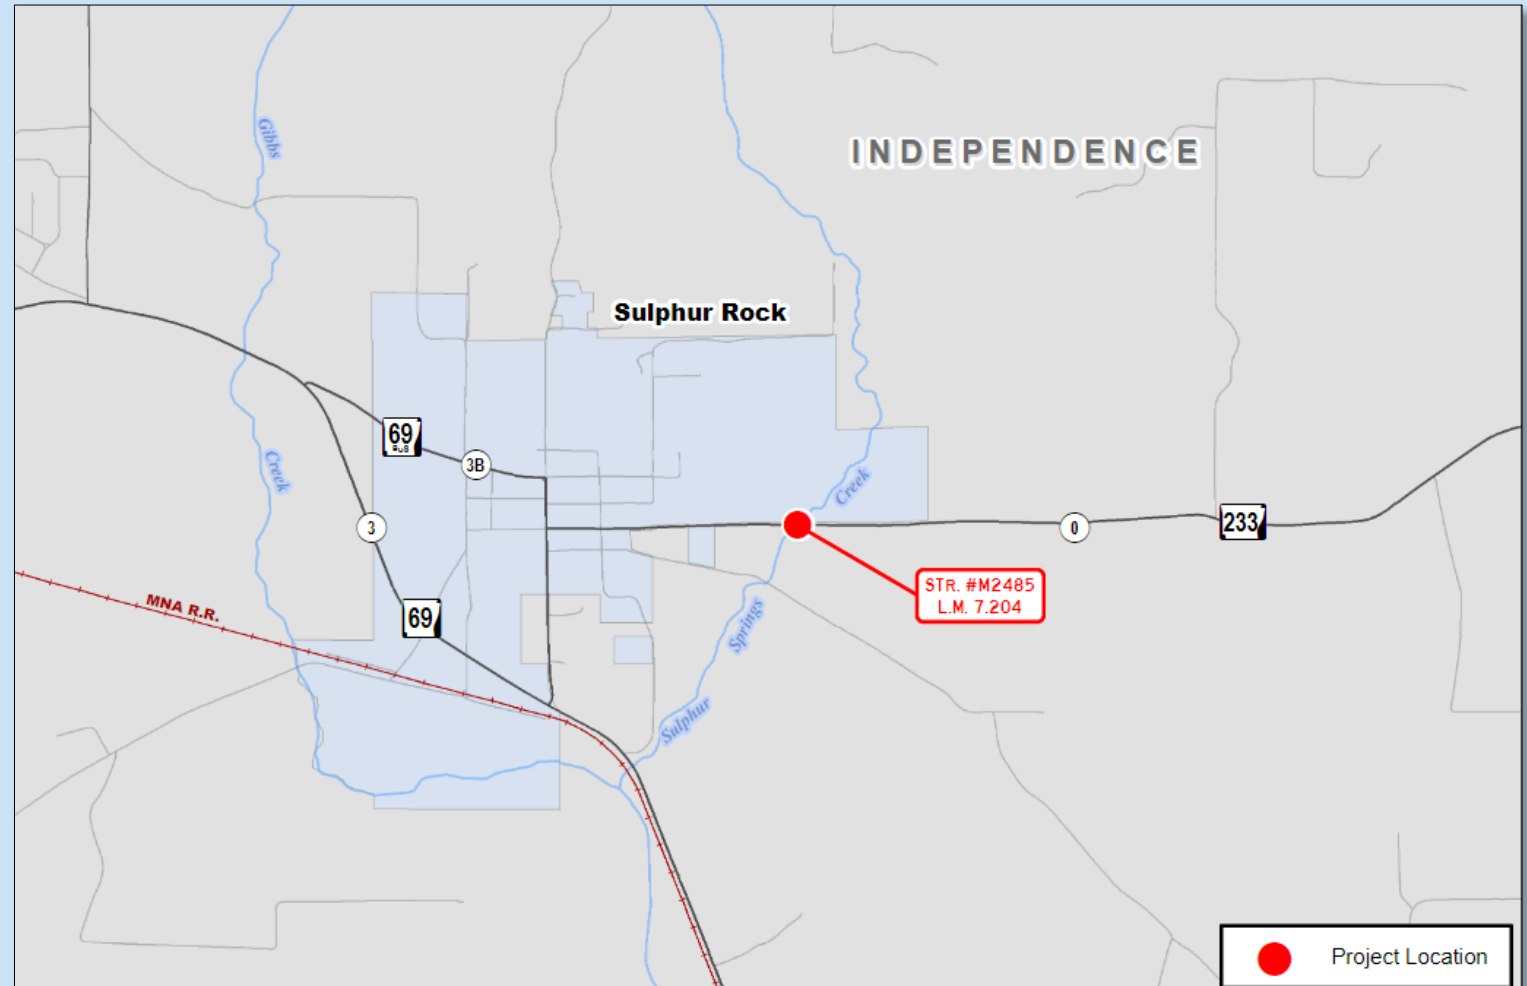 Gibbs
INDEPENDENCE
Sulphur Rock
69
BUS
3B
Creek
Creek
3
0
233
STR. #M2485
L.M. 7.204
MNA R.R.
69
Springs
Sulphur
Project Location